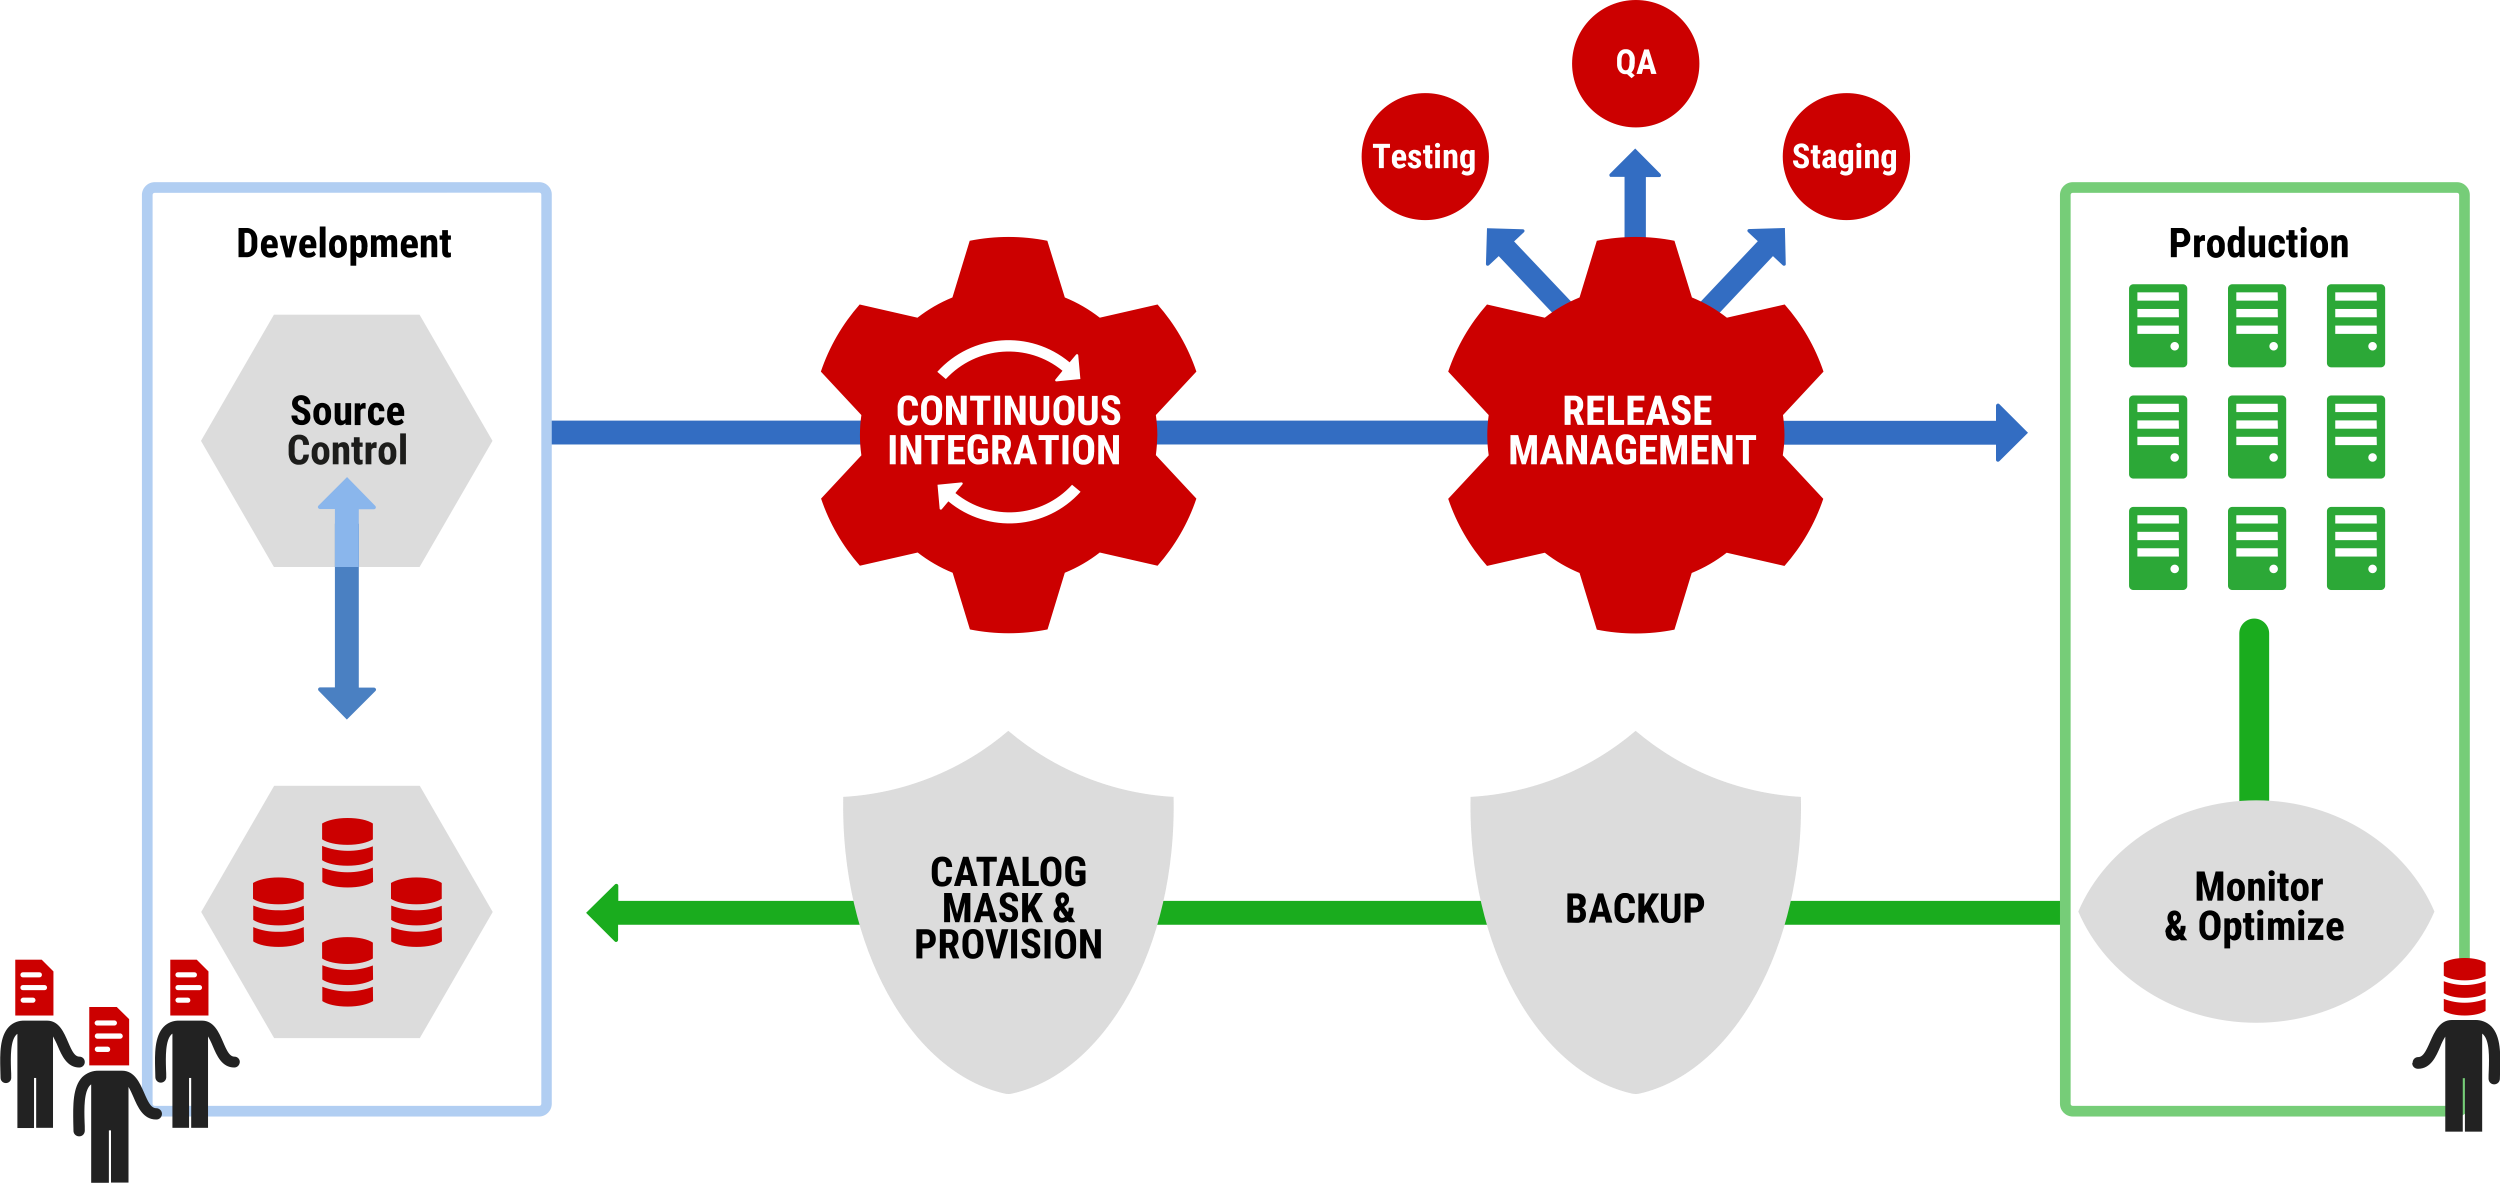 QA
Testing
Staging
Development
Production
Source
Control
CONTINUOUS
INTEGRATION
RELEASE
MANAGEMENT
CATALOG
MASK &
PROVISION
BACKUP
Monitor
& Optimize